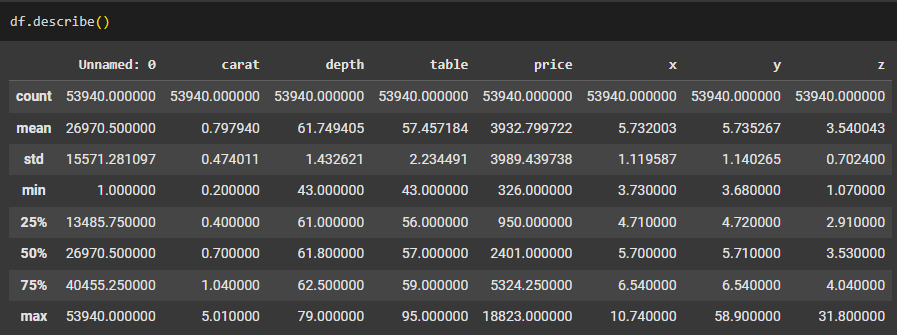 df.describe()
Unnamed: 0 carat depth table price x y z
count 53940.000000 53940.000000 53940.000000 53940.000000 53940.000000 53940.000000 53940.000000 53940.000000
mean 26970.500000 0.797940 61.749405 57.457184 3932.799722 5.732003 5.735267 3.540043
std 15571.281097 0.474011 1.432621 2.234491 3989.439738 1.119587 1.140265 0.702400
min 1.000000 0.200000 43.000000 43.000000 326.000000 3.730000 3.680000 1.070000
25% 13485.750000 0.400000 61.000000 56.000000 950.000000 4.710000 4.720000 2.910000
50% 26970.500000 0.700000 61.800000 57.000000 2401.000000 5.700000 5.710000 3.530000
75% 40455.250000 1.040000 62.500000 59.000000 5324.250000 6.540000 6.540000 4.040000
max 53940.000000 5.010000 79.000000 95.000000 18823.000000 10.740000 58.900000 31.800000